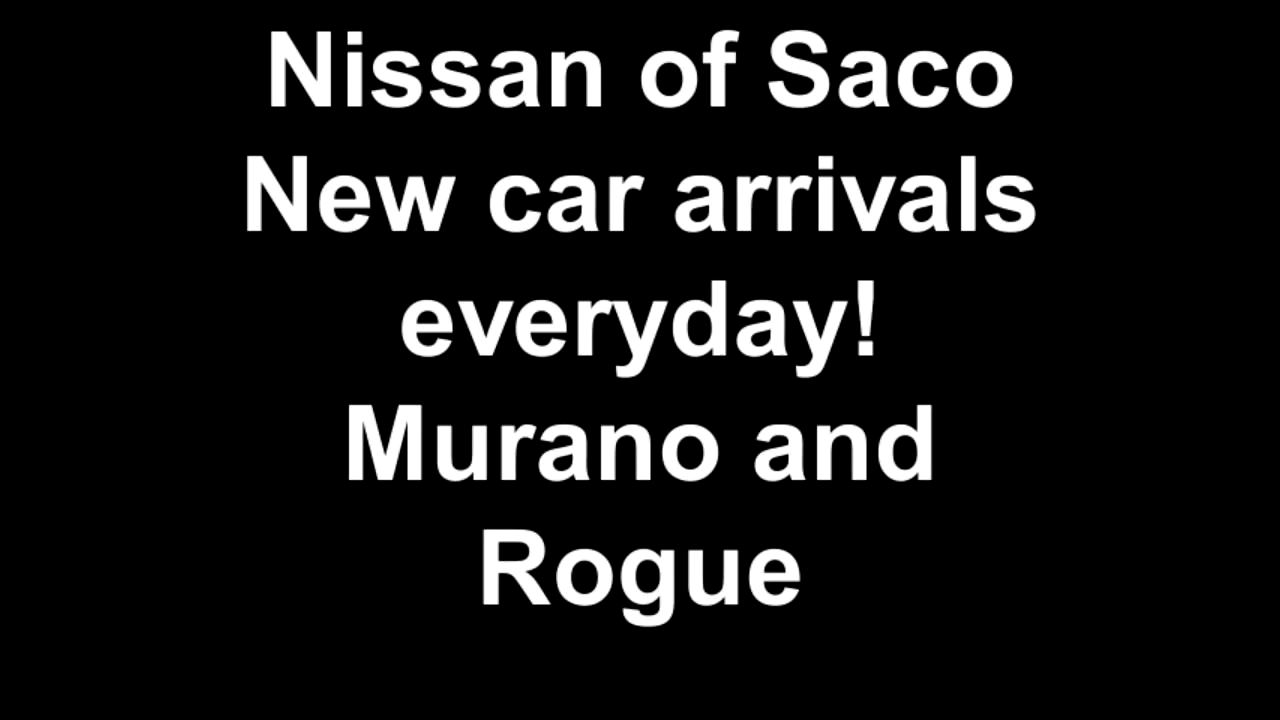 Nissan of Saco
New car arrivals
everyday!
Murano and
Rogue